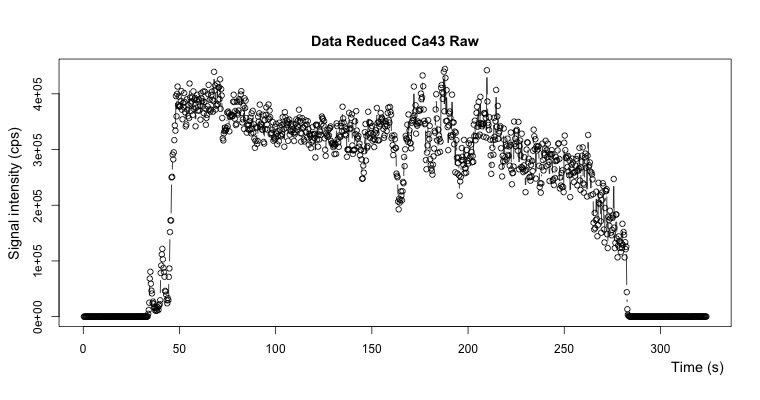 Data Reduced Ca43 Raw
Signal intensity (cps)
4e+05
3e+05
2e+05
1e+05
0e+00
0 50 100 150 200 250 300
Time (s)